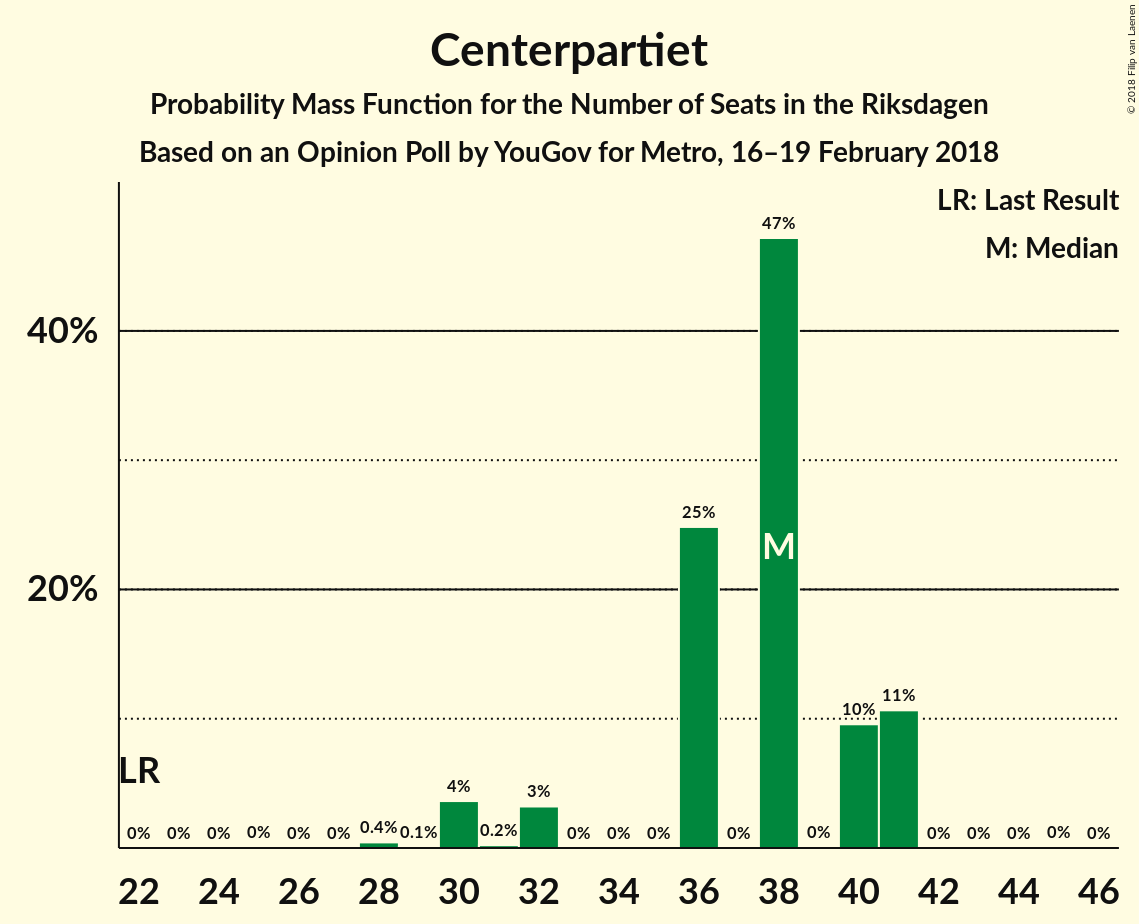 Centerpartiet
Probability Mass Function for the Number of Seats in the Riksdagen
Based on an Opinion Poll by YouGov for Metro, 16–19 February 2018
© 2018 Filip van Laenen
LR: Last Result
M: Median
40%
20%
LR
M
0% 0% 0% 0% 0% 0% 0.4% 0.1% 4% 0.2% 3% 0% 0% 0% 25% 0% 47% 0% 10% 11% 0% 0% 0% 0% 0%
22 24 26 28 30 32 34 36 38 40 42 44 46